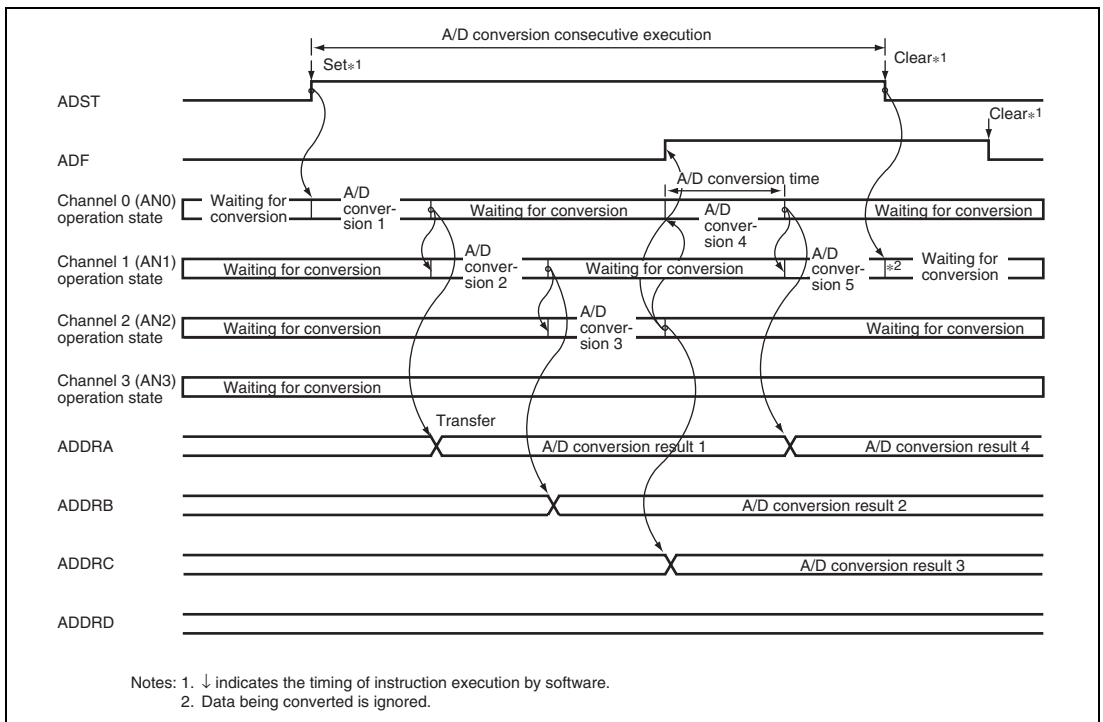 A/D conversion consecutive execution
Set*1
Clear*1
ADST
Clear*1
ADF
A/D conversion time
Channel 0 (AN0)
operation state
Waiting for
conversion
A/D
conver-
sion 1
Waiting for conversion
A/D
conver-
sion 4
Waiting for conversion
Channel 1 (AN1)
operation state
Waiting for conversion
A/D
conver-
sion 2
Waiting for conversion
A/D
conver-
sion 5
*2
Waiting for
conversion
Channel 2 (AN2)
operation state
Waiting for conversion
A/D
conver-
sion 3
Waiting for conversion
Channel 3 (AN3)
operation state
Waiting for conversion
Transfer
ADDRA
A/D conversion result 1
A/D conversion result 4
ADDRB
A/D conversion result 2
ADDRC
A/D conversion result 3
ADDRD
Notes: 1. ↓ indicates the timing of instruction execution by software.
2. Data being converted is ignored.